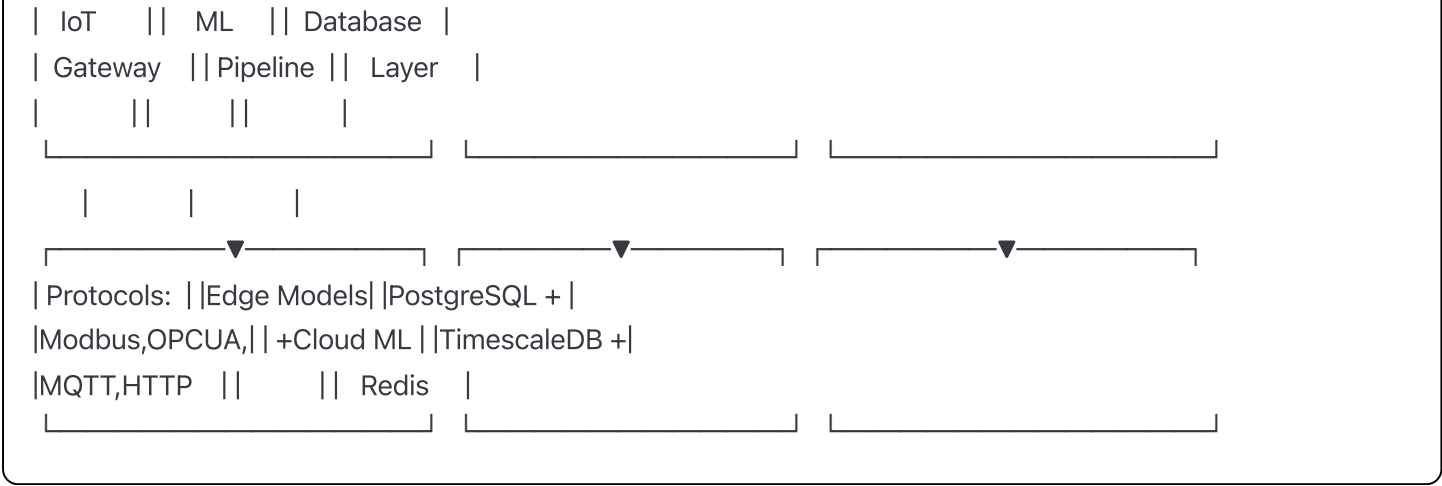 | IoT || ML || Database |
| Gateway || Pipeline || Layer |
| || || |
└──────────────┘ └────────────┘ └──────────────┘
| | |
┌───────▼──────┐ ┌──────▼─────┐ ┌───────▼──────┐
| Protocols: | |Edge Models| |PostgreSQL + |
|Modbus,OPCUA,| | +Cloud ML | |TimescaleDB +|
|MQTT,HTTP || || Redis |
└──────────────┘ └────────────┘ └──────────────┘